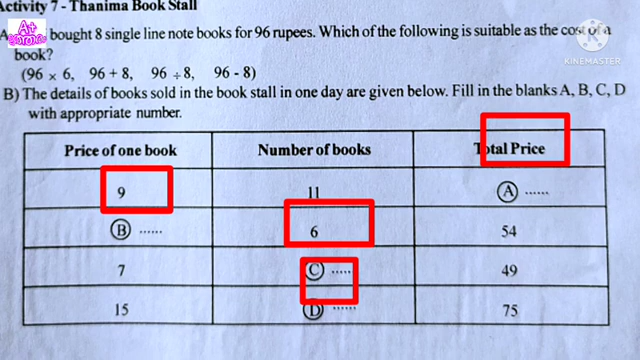 Activity 7 - Thanima Book Stall
A+
KINEMASTER
bought 8 single line note books for 96 rupees. Which of the following is suitable as the cost of a
book?
(96 × 6, 96 + 8, 96 ÷ 8, 96 - 8)
B) The details of books sold in the book stall in one day are given below. Fill in the blanks A, B, C, D
with appropriate number.
Price of one book Number of books Total Price
9 11 A ......
B ...... 6 54
7 C ..... 49
15 D ...... 75